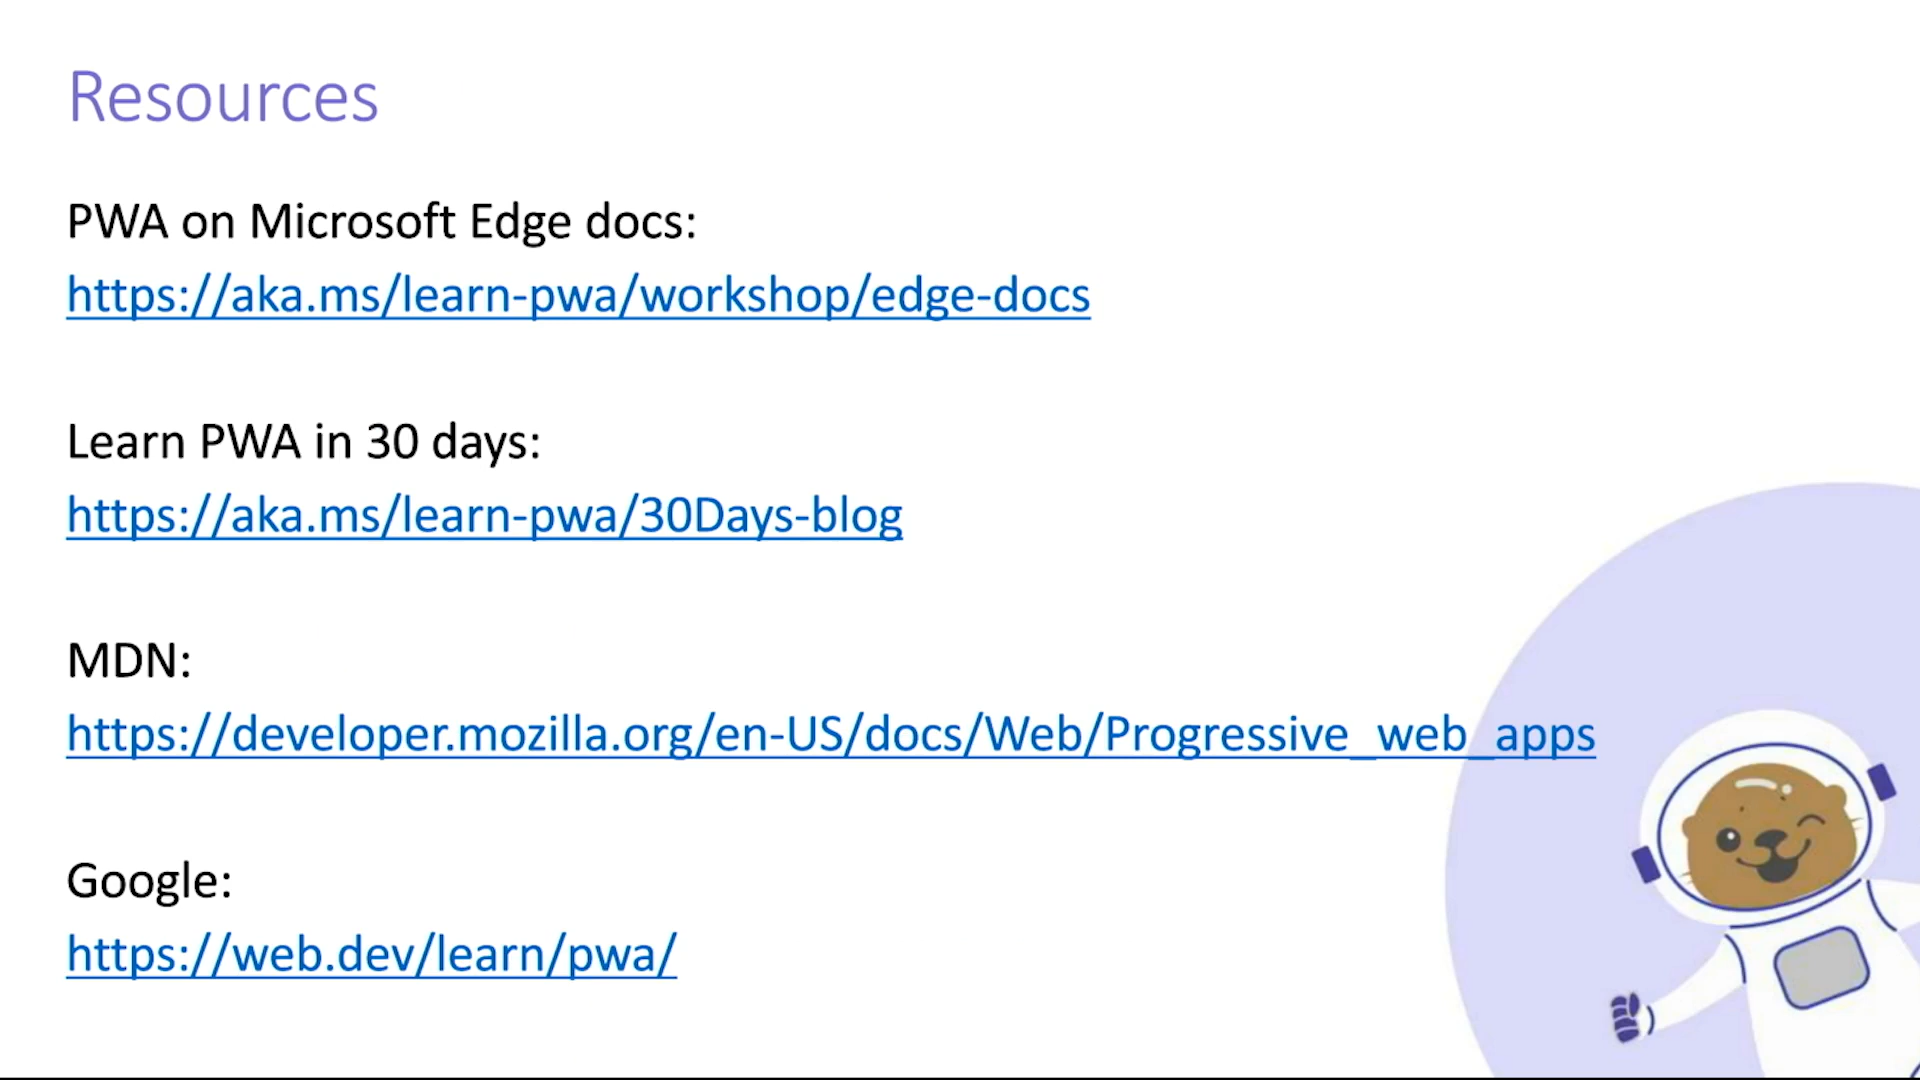 Resources
PWA on Microsoft Edge docs:
https://aka.ms/learn-pwa/workshop/edge-docs
Learn PWA in 30 days:
https://aka.ms/learn-pwa/30Days-blog
MDN:
https://developer.mozilla.org/en-US/docs/Web/Progressive_web_apps
Google:
https://web.dev/learn/pwa/